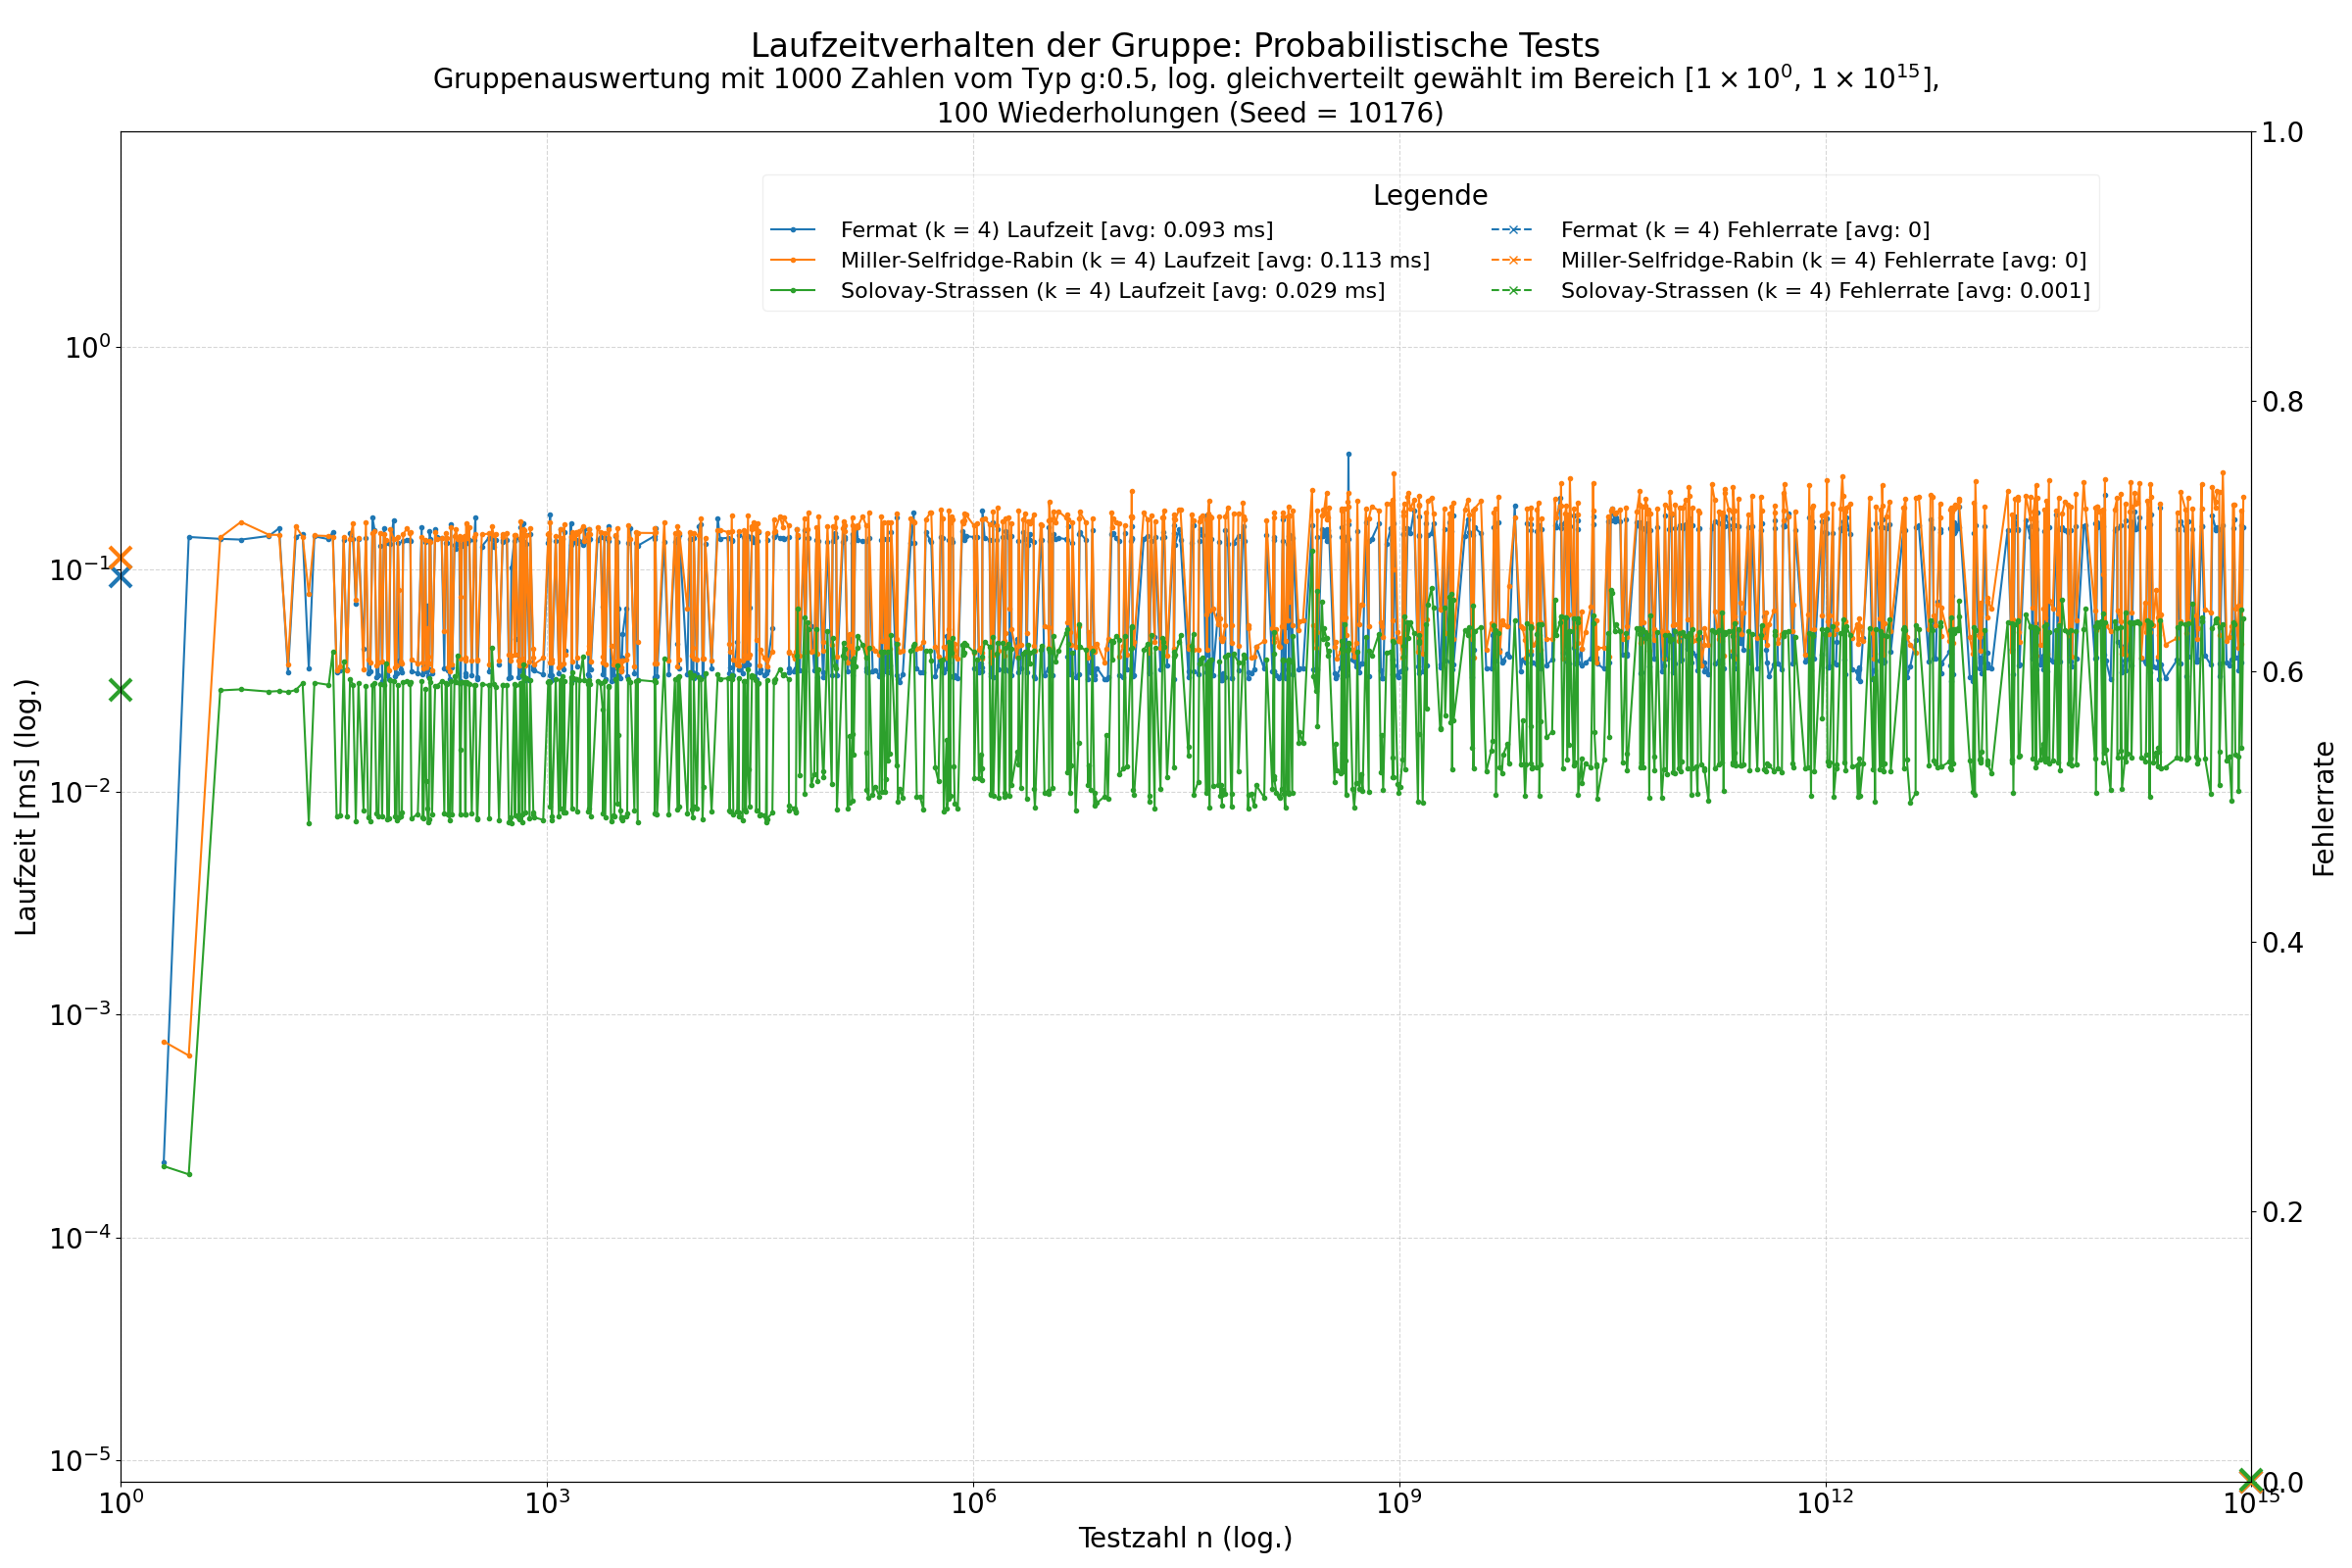 Laufzeitverhalten der Gruppe: Probabilistische Tests
Gruppenauswertung mit 1000 Zahlen vom Typ g:0.5, log. gleichverteilt gewählt im Bereich [1 × 10⁰, 1 × 10¹⁵],
100 Wiederholungen (Seed = 10176)
Legende
Fermat (k = 4) Laufzeit [avg: 0.093 ms]
Miller-Selfridge-Rabin (k = 4) Laufzeit [avg: 0.113 ms]
Solovay-Strassen (k = 4) Laufzeit [avg: 0.029 ms]
Fermat (k = 4) Fehlerrate [avg: 0]
Miller-Selfridge-Rabin (k = 4) Fehlerrate [avg: 0]
Solovay-Strassen (k = 4) Fehlerrate [avg: 0.001]
Laufzeit [ms] (log.)
10⁰
10⁻¹
10⁻²
10⁻³
10⁻⁴
10⁻⁵
1.0
0.8
0.6
0.4
0.2
0.0
Fehlerrate
10⁰
10³
10⁶
10⁹
10¹²
10¹⁵
Testzahl n (log.)